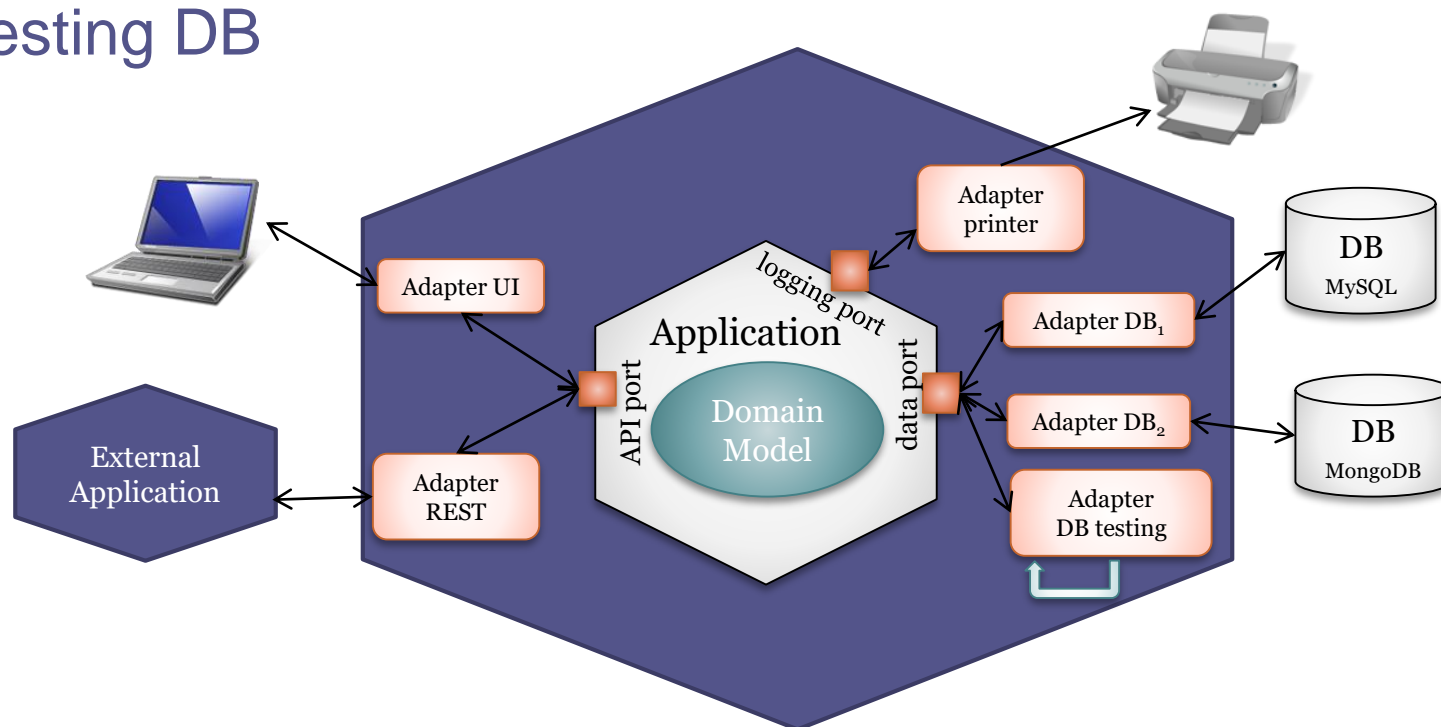 esting DB
Adapter
printer
DB
MySQL
logging port
Adapter UI
Adapter DB1
Application
API port
data port
Domain
Model
Adapter DB2
DB
MongoDB
External
Application
Adapter
REST
Adapter
DB testing